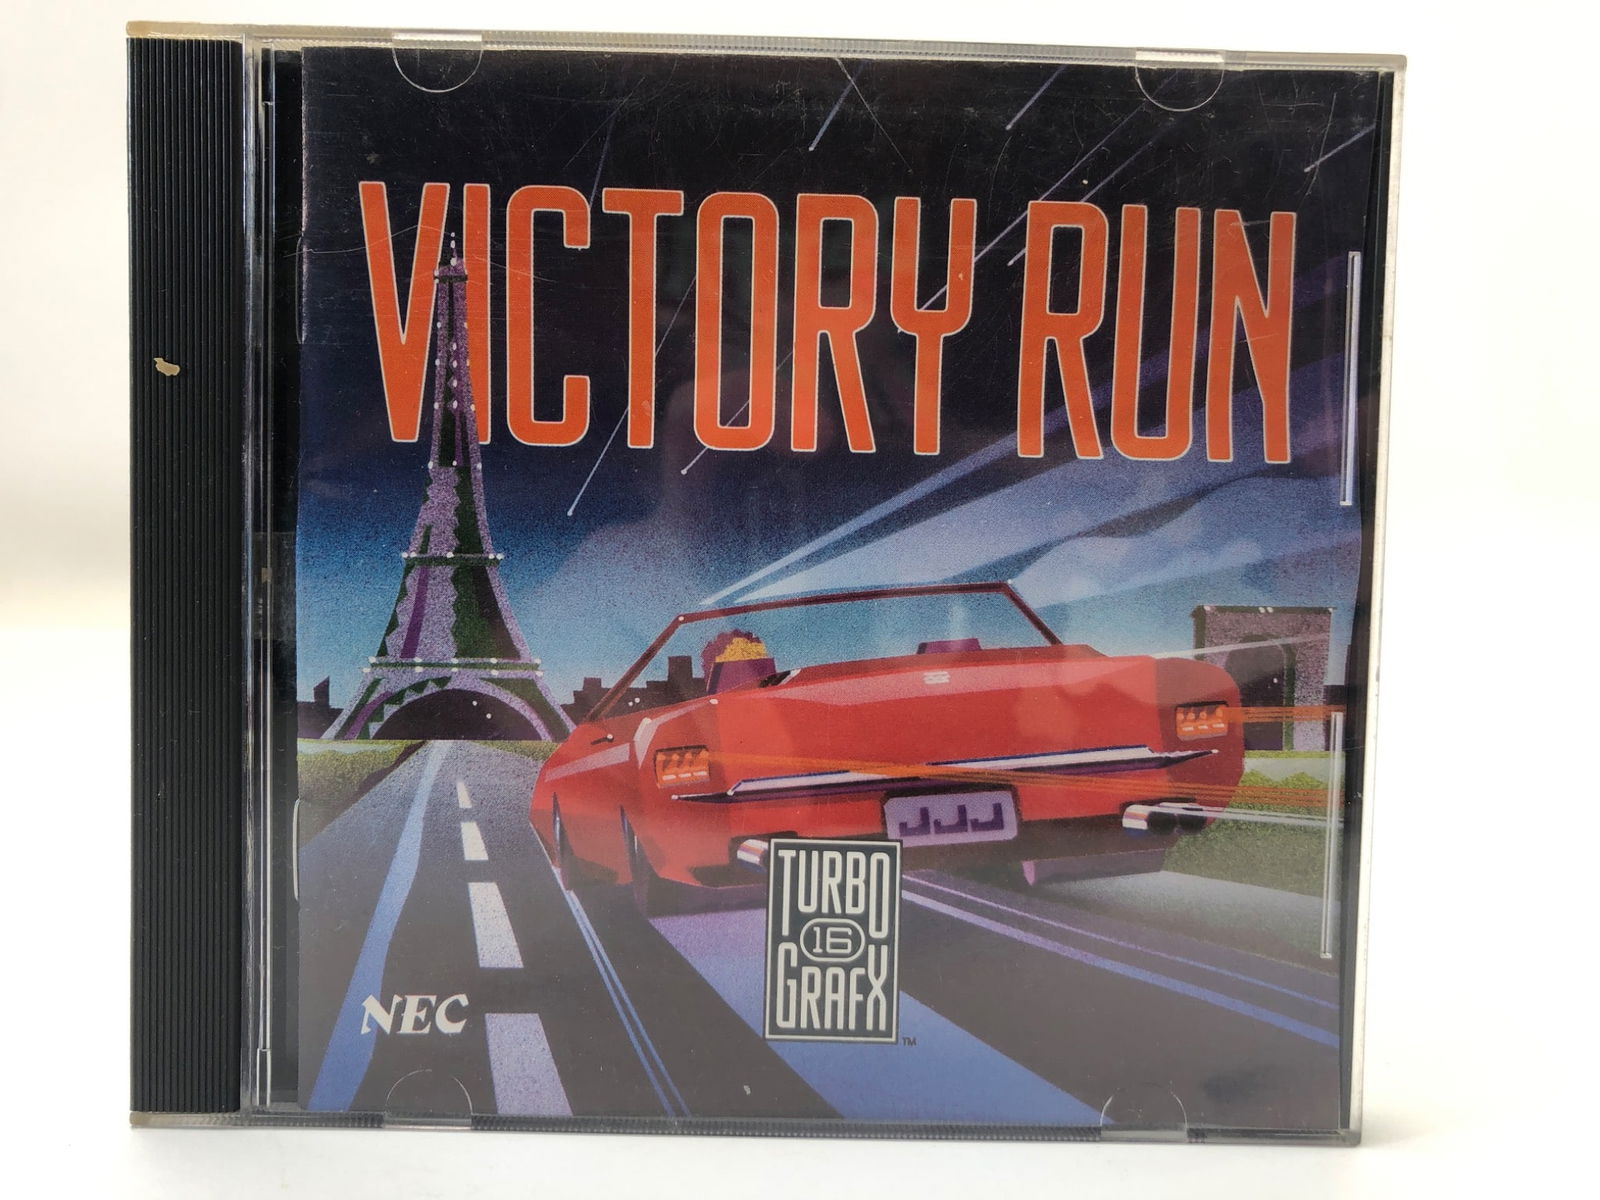 VICTORY RUN
JJJ
TURBO
16
GRAFX
TM
NEC